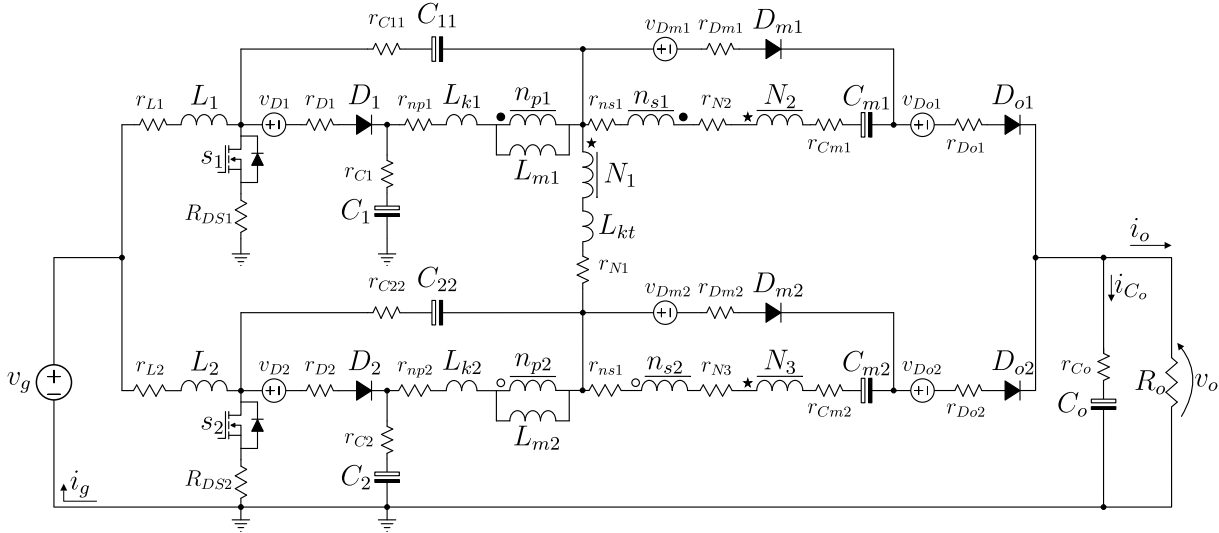 r_{C11} C_{11} v_{Dm1} r_{Dm1} D_{m1}
r_{L1} L_1 v_{D1} r_{D1} D_1 r_{np1} L_{k1} n_{p1} r_{ns1} n_{s1} r_{N2} N_2 C_{m1} v_{Do1} r_{Do1} D_{o1}
r_{Cm1}
s_1 r_{C1} L_{m1} N_1
R_{DS1} C_1 L_{kt}
i_o
r_{C22} C_{22} r_{N1} v_{Dm2} r_{Dm2} D_{m2} i_{C_o}
r_{L2} L_2 v_{D2} r_{D2} D_2 r_{np2} L_{k2} n_{p2} r_{ns1} n_{s2} r_{N3} N_3 C_{m2} v_{Do2} r_{Do2} D_{o2} r_{Co}
v_g R_o v_o
r_{Cm2} C_o
s_2 r_{C2} L_{m2}
R_{DS2} C_2
i_g